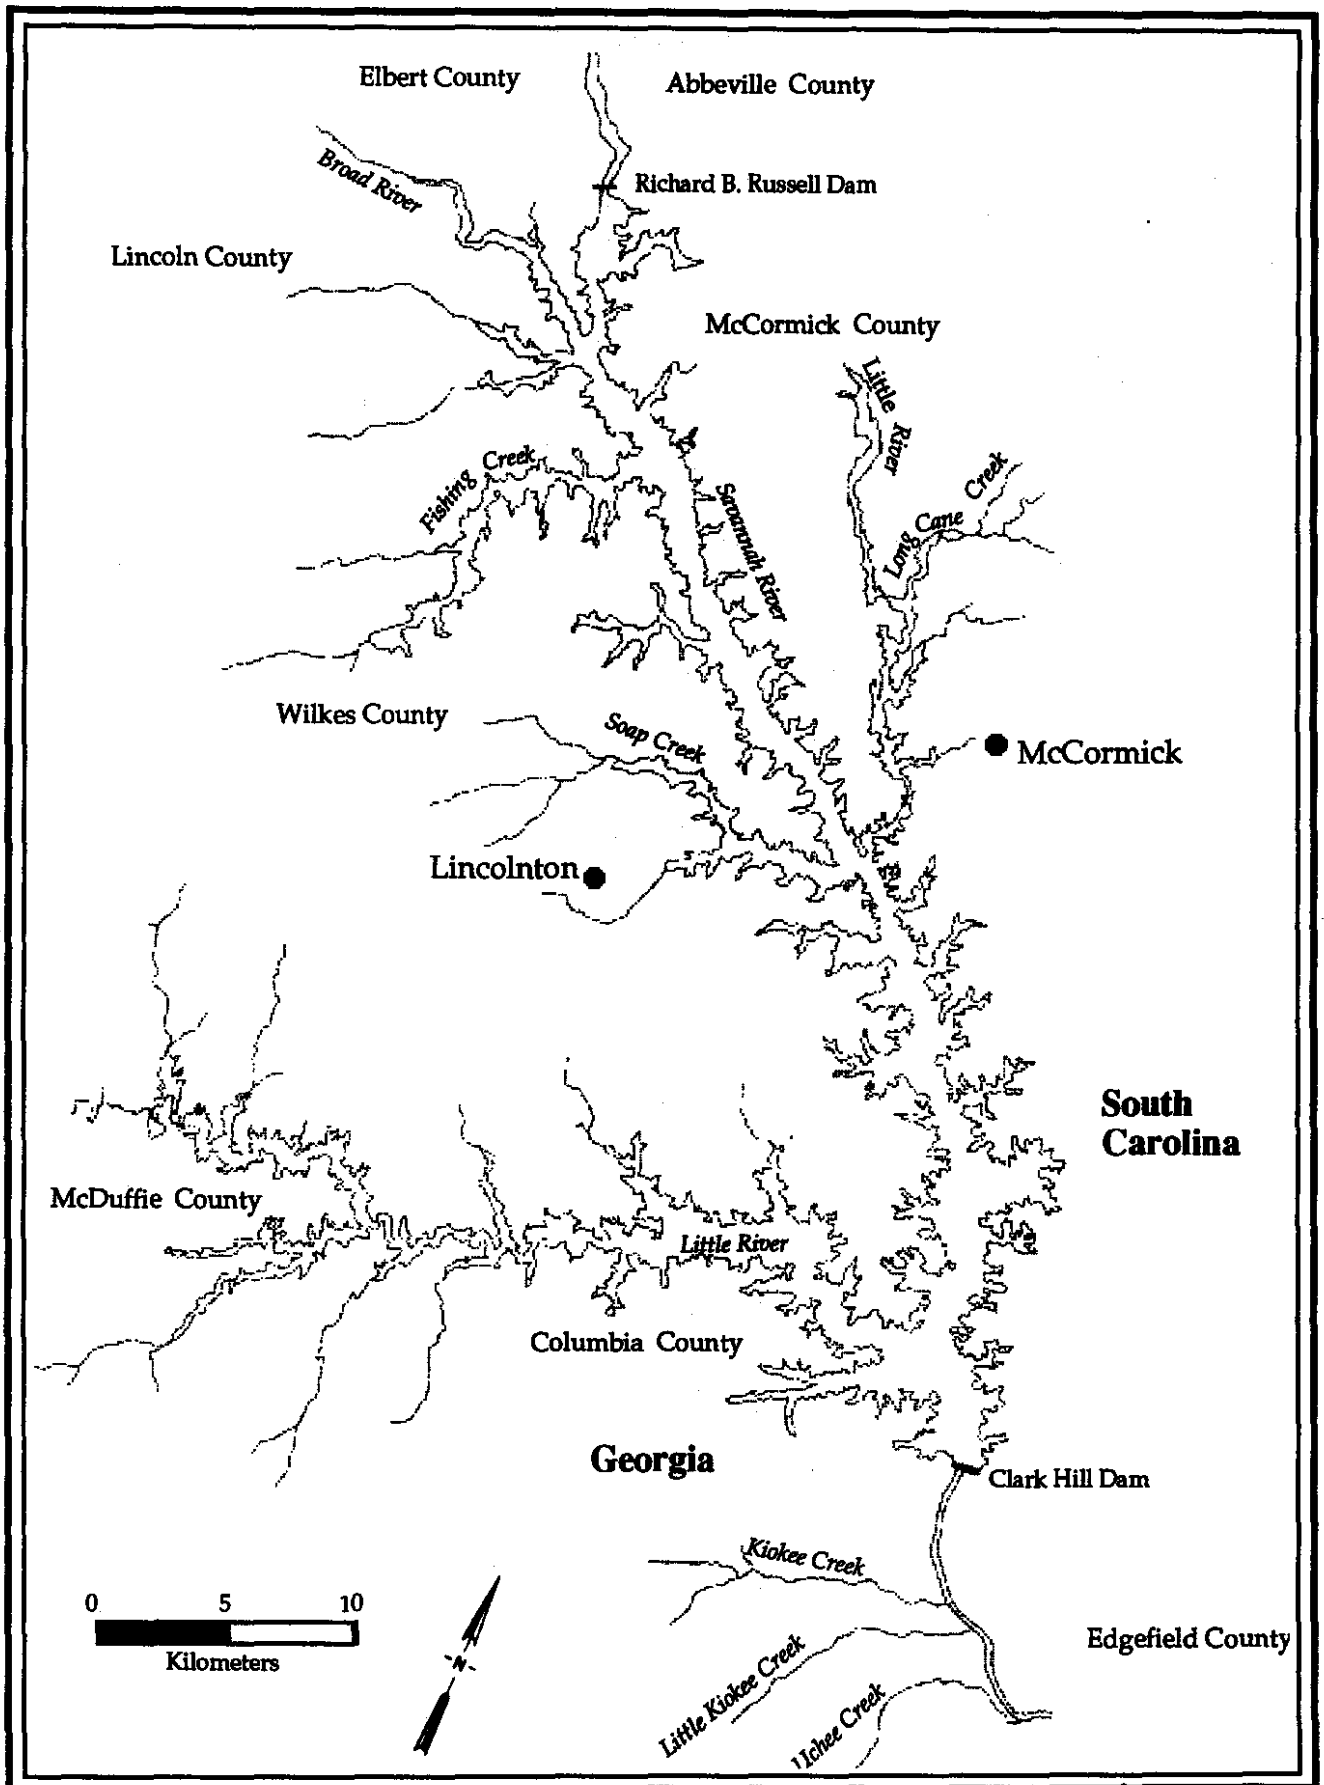 Elbert County
Abbeville County
Broad River
Richard B. Russell Dam
Lincoln County
McCormick County
Little River
Fishing Creek
Savannah River
Long Cane Creek
Wilkes County
Soap Creek
McCormick
Lincolnton
South
Carolina
McDuffie County
Little River
Columbia County
Georgia
Clark Hill Dam
Kiokee Creek
0 5 10
Kilometers
N
Edgefield County
Little Kiokee Creek
Uchee Creek